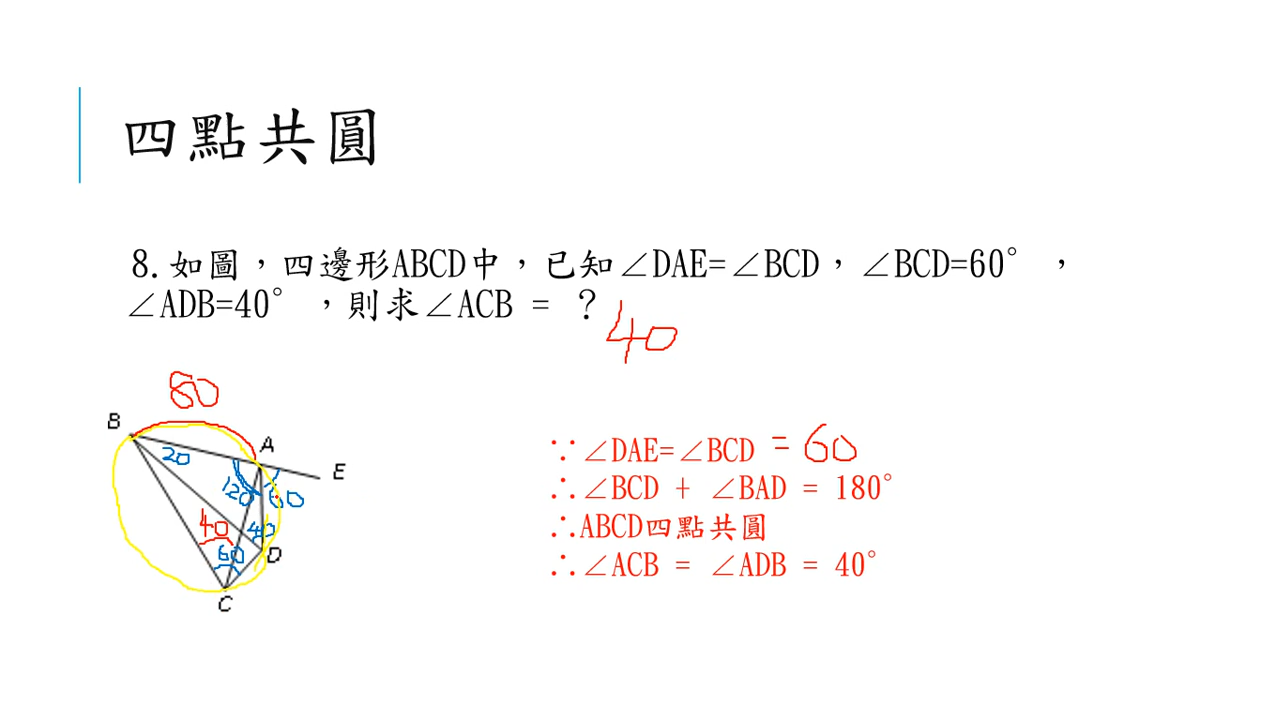 四點共圓
8.如圖，四邊形ABCD中，已知∠DAE=∠BCD，∠BCD=60°，
∠ADB=40°，則求∠ACB = ？
40
80
B
A
E
20
120
60
40
40
60
D
C
∵∠DAE=∠BCD = 60
∴∠BCD + ∠BAD = 180°
∴ABCD四點共圓
∴∠ACB = ∠ADB = 40°